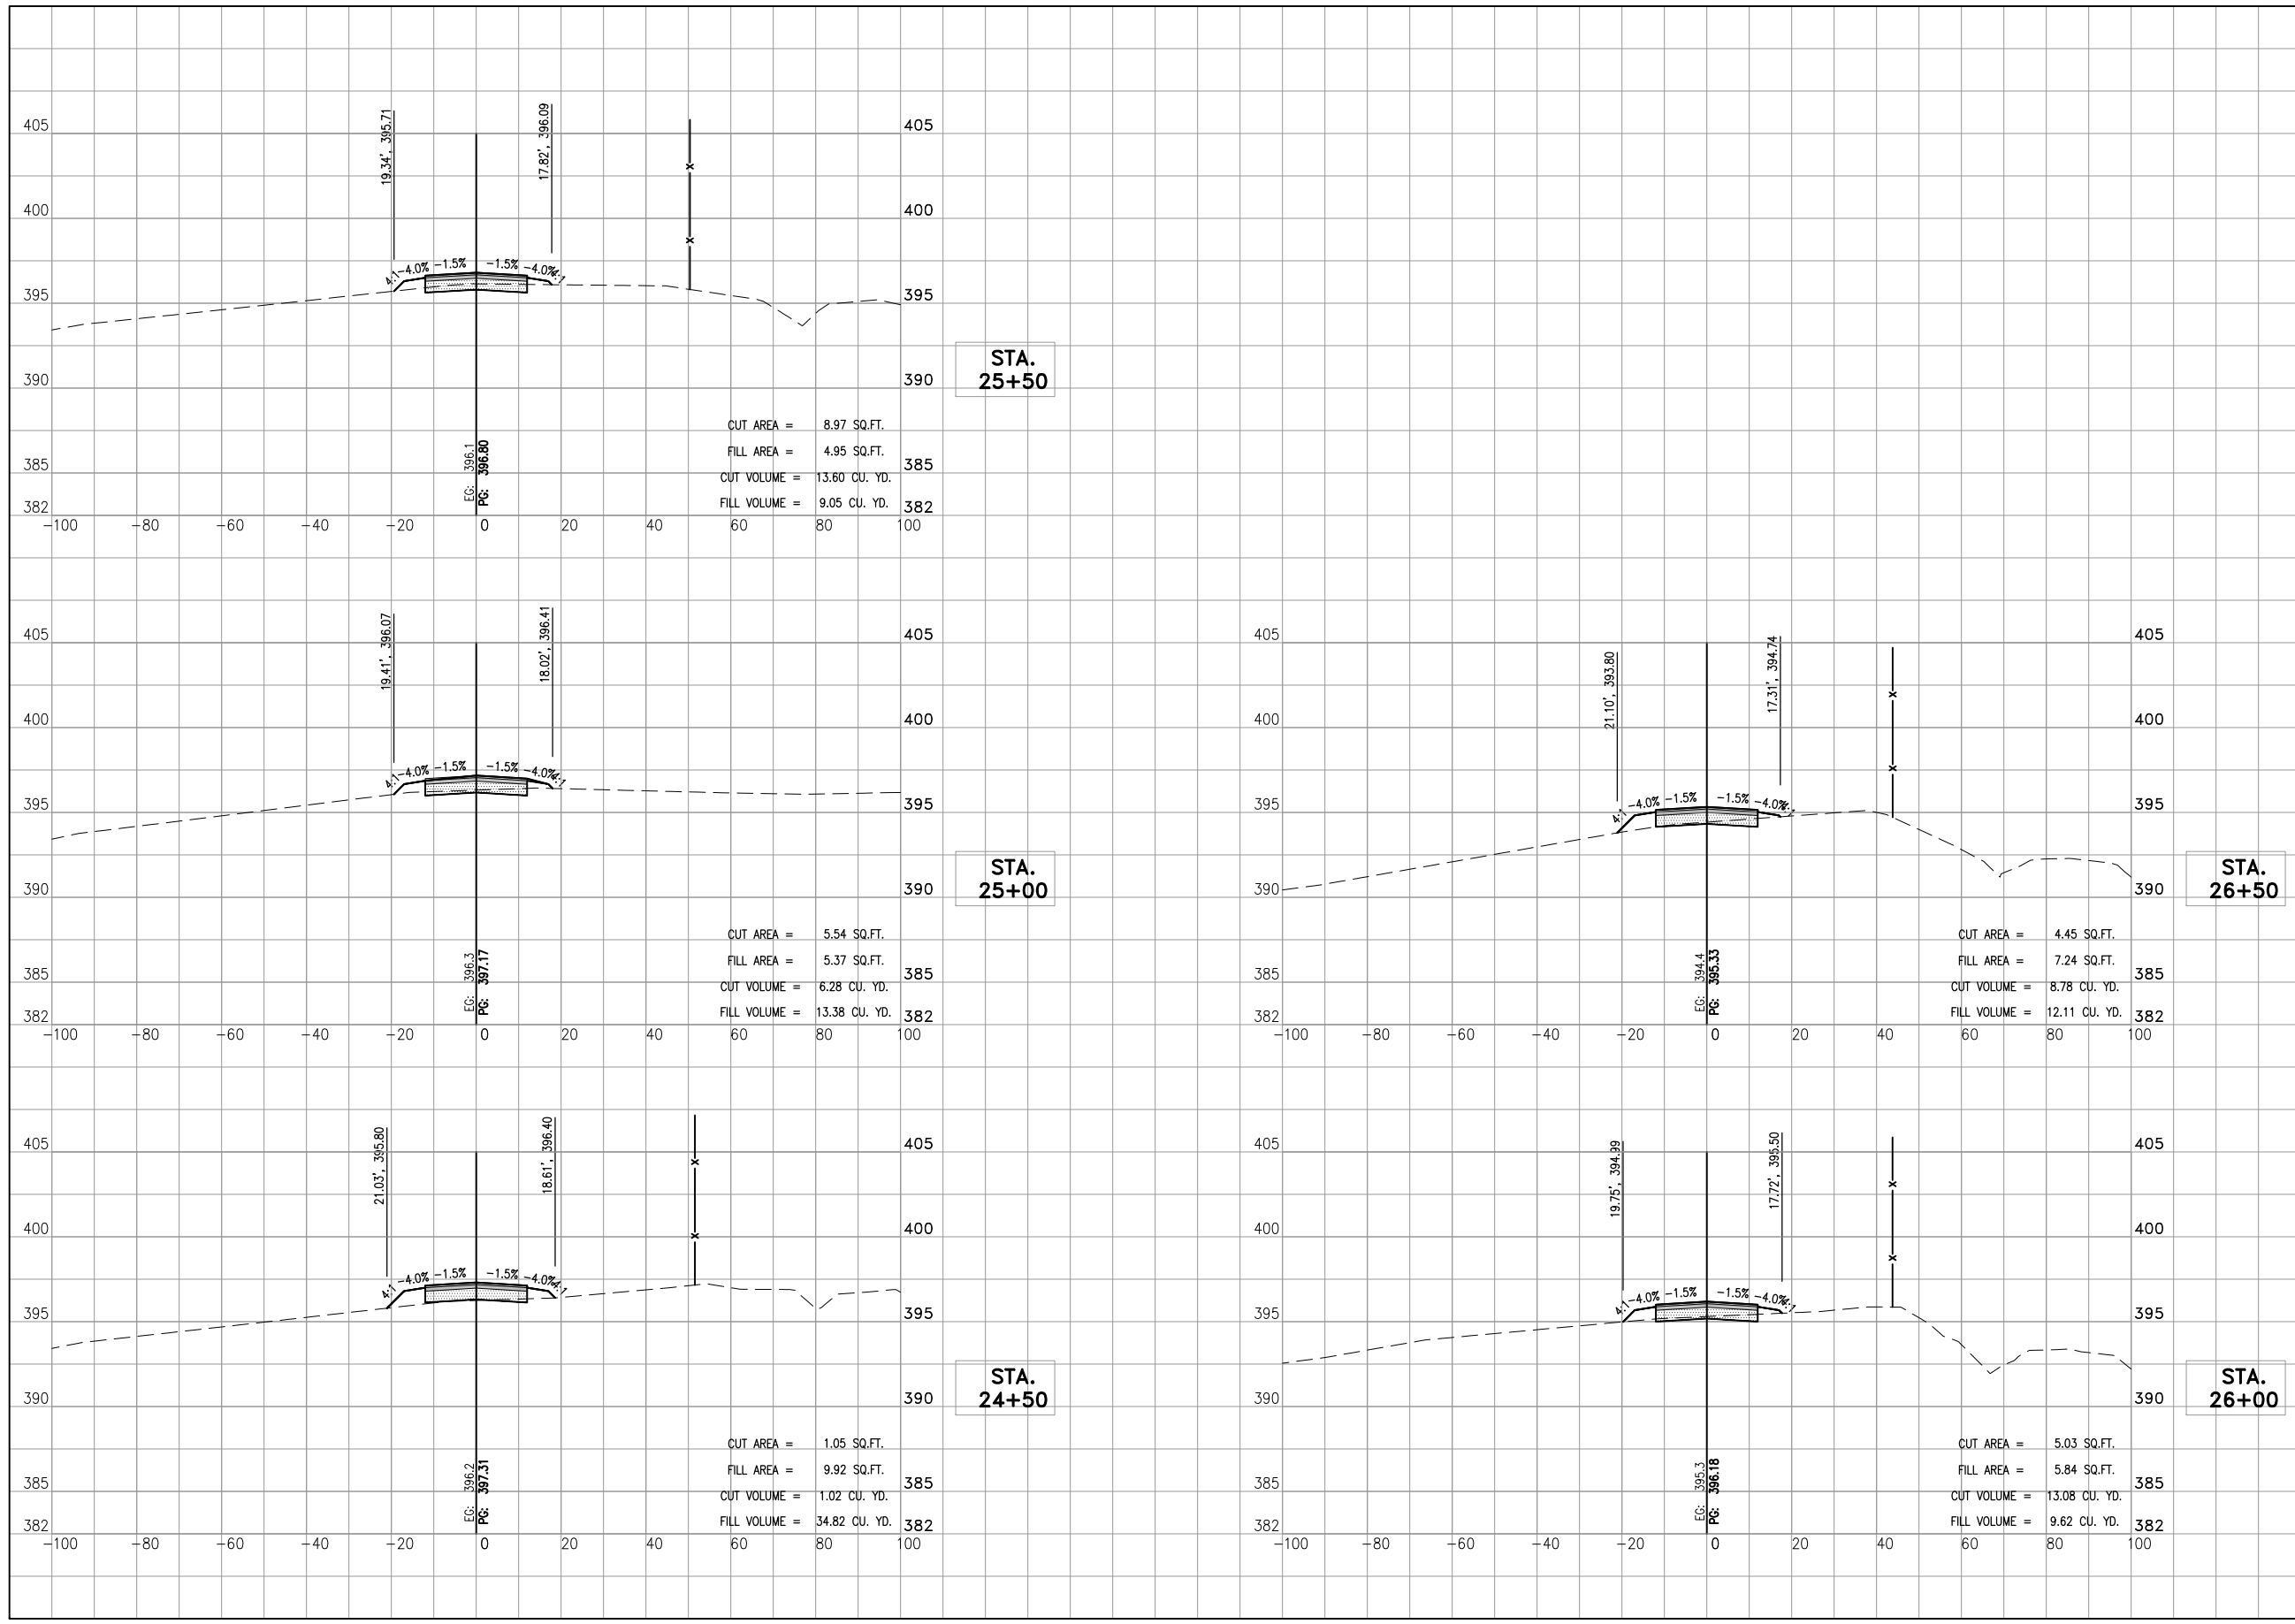 19.34', 395.71
17.82', 396.09
405 405
400 400
4:1 -4.0% -1.5% -1.5% -4.0% 4:1
395 395
390 390
STA.
25+50
CUT AREA = 8.97 SQ.FT.
FILL AREA = 4.95 SQ.FT.
385 385
CUT VOLUME = 13.60 CU. YD.
FILL VOLUME = 9.05 CU. YD.
EG: 396.1
PG: 396.80
382 382
-100 -80 -60 -40 -20 0 20 40 60 80 100
19.41', 396.07
18.02', 396.41
405 405
400 400
4:1 -4.0% -1.5% -1.5% -4.0% 4:1
395 395
390 390
STA.
25+00
CUT AREA = 5.54 SQ.FT.
FILL AREA = 5.37 SQ.FT.
385 385
CUT VOLUME = 6.28 CU. YD.
FILL VOLUME = 13.38 CU. YD.
EG: 396.3
PG: 397.17
382 382
-100 -80 -60 -40 -20 0 20 40 60 80 100
21.03', 395.80
18.61', 396.40
405 405
400 400
4:1 -4.0% -1.5% -1.5% -4.0% 4:1
395 395
390 390
STA.
24+50
CUT AREA = 1.05 SQ.FT.
FILL AREA = 9.92 SQ.FT.
385 385
CUT VOLUME = 1.02 CU. YD.
FILL VOLUME = 34.82 CU. YD.
EG: 396.2
PG: 397.31
382 382
-100 -80 -60 -40 -20 0 20 40 60 80 100
21.10', 393.80
17.31', 394.74
405 405
400 400
4:1 -4.0% -1.5% -1.5% -4.0% 4:1
395 395
390 390
STA.
26+50
CUT AREA = 4.45 SQ.FT.
FILL AREA = 7.24 SQ.FT.
385 385
CUT VOLUME = 8.78 CU. YD.
FILL VOLUME = 12.11 CU. YD.
EG: 394.4
PG: 395.33
382 382
-100 -80 -60 -40 -20 0 20 40 60 80 100
19.75', 394.99
17.72', 395.50
405 405
400 400
4:1 -4.0% -1.5% -1.5% -4.0% 4:1
395 395
390 390
STA.
26+00
CUT AREA = 5.03 SQ.FT.
FILL AREA = 5.84 SQ.FT.
385 385
CUT VOLUME = 13.08 CU. YD.
FILL VOLUME = 9.62 CU. YD.
EG: 395.3
PG: 396.18
382 382
-100 -80 -60 -40 -20 0 20 40 60 80 100